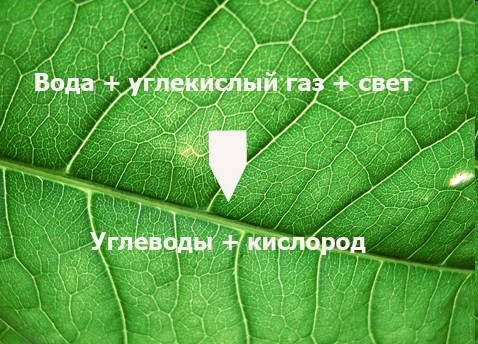 Вода + углекислый газ + свет
Углеводы + кислород